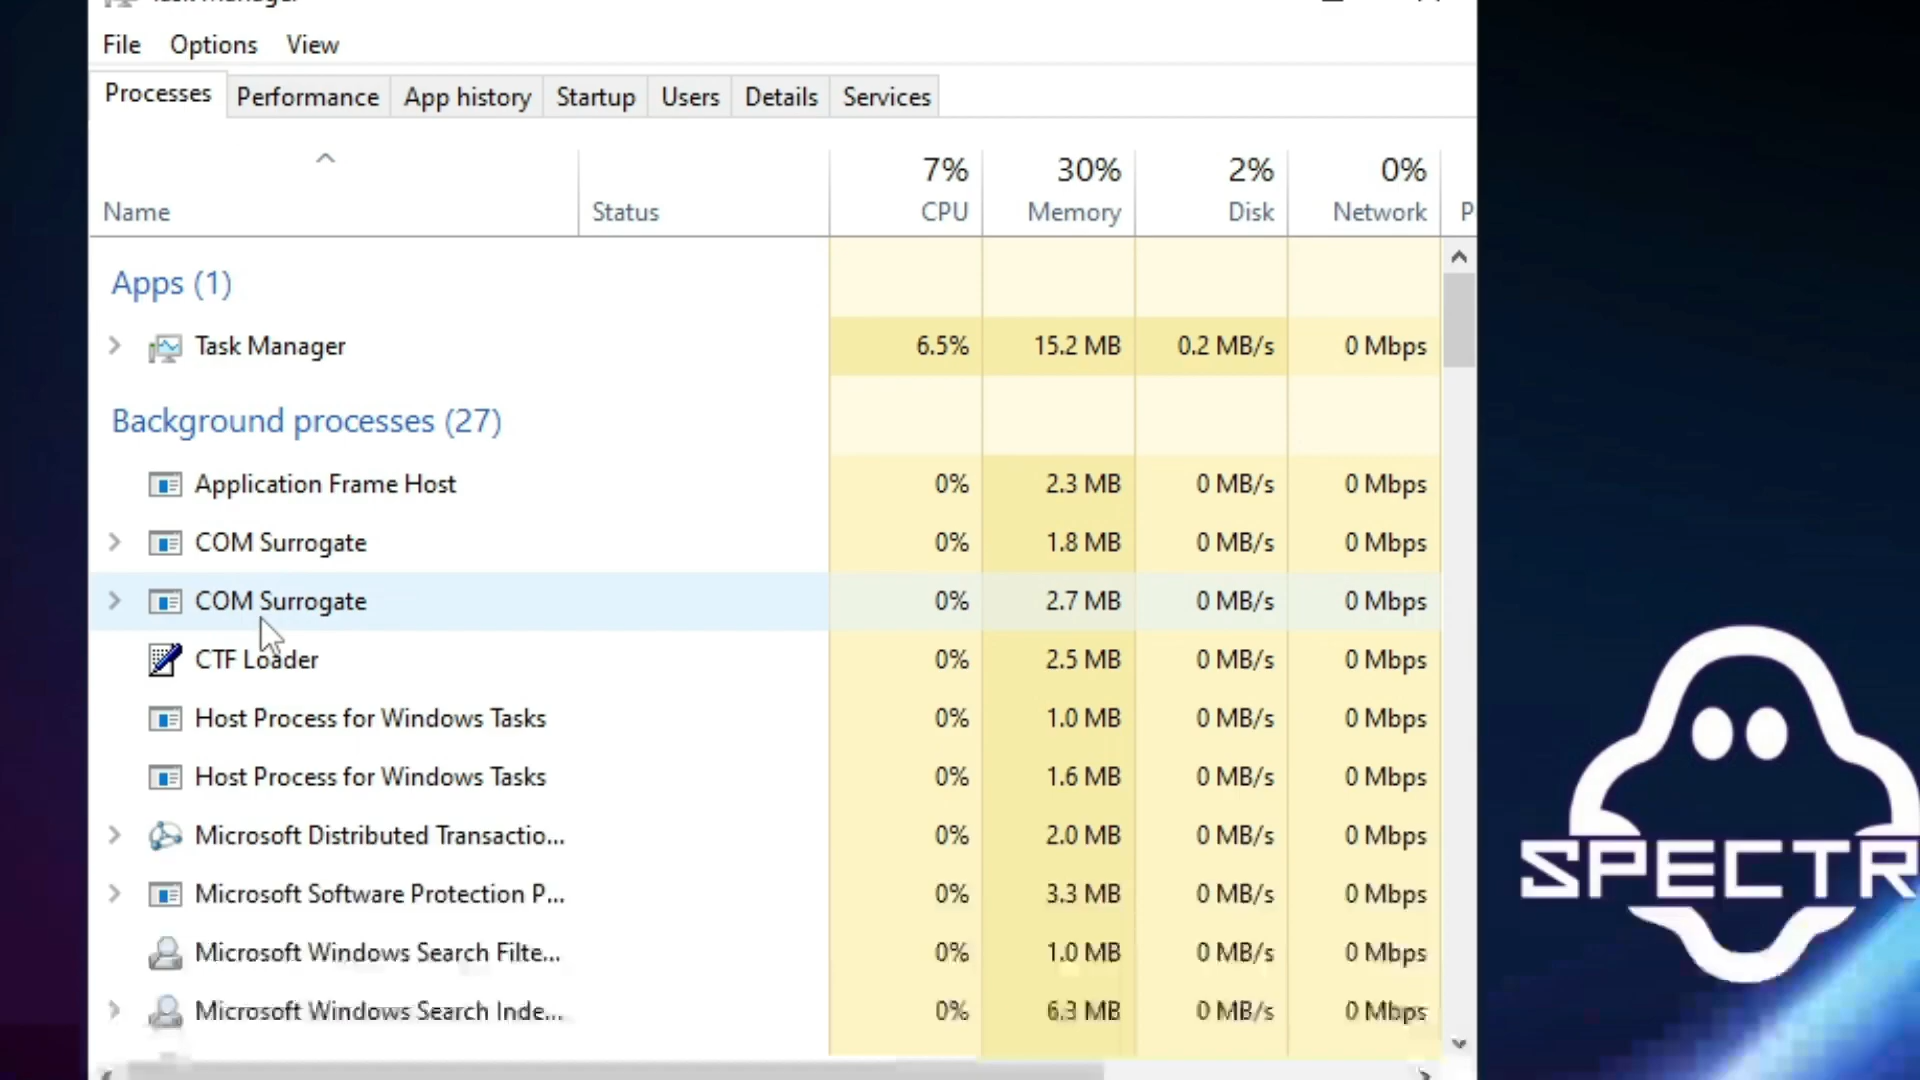 Task Manager
File Options View
Processes Performance App history Startup Users Details Services
7% 30% 2% 0%
Name Status CPU Memory Disk Network P
Apps (1)
Task Manager 6.5% 15.2 MB 0.2 MB/s 0 Mbps
Background processes (27)
Application Frame Host 0% 2.3 MB 0 MB/s 0 Mbps
COM Surrogate 0% 1.8 MB 0 MB/s 0 Mbps
COM Surrogate 0% 2.7 MB 0 MB/s 0 Mbps
CTF Loader 0% 2.5 MB 0 MB/s 0 Mbps
Host Process for Windows Tasks 0% 1.0 MB 0 MB/s 0 Mbps
Host Process for Windows Tasks 0% 1.6 MB 0 MB/s 0 Mbps
Microsoft Distributed Transactio... 0% 2.0 MB 0 MB/s 0 Mbps
Microsoft Software Protection P... 0% 3.3 MB 0 MB/s 0 Mbps
Microsoft Windows Search Filte... 0% 1.0 MB 0 MB/s 0 Mbps
Microsoft Windows Search Inde... 0% 6.3 MB 0 MB/s 0 Mbps
SPECTR